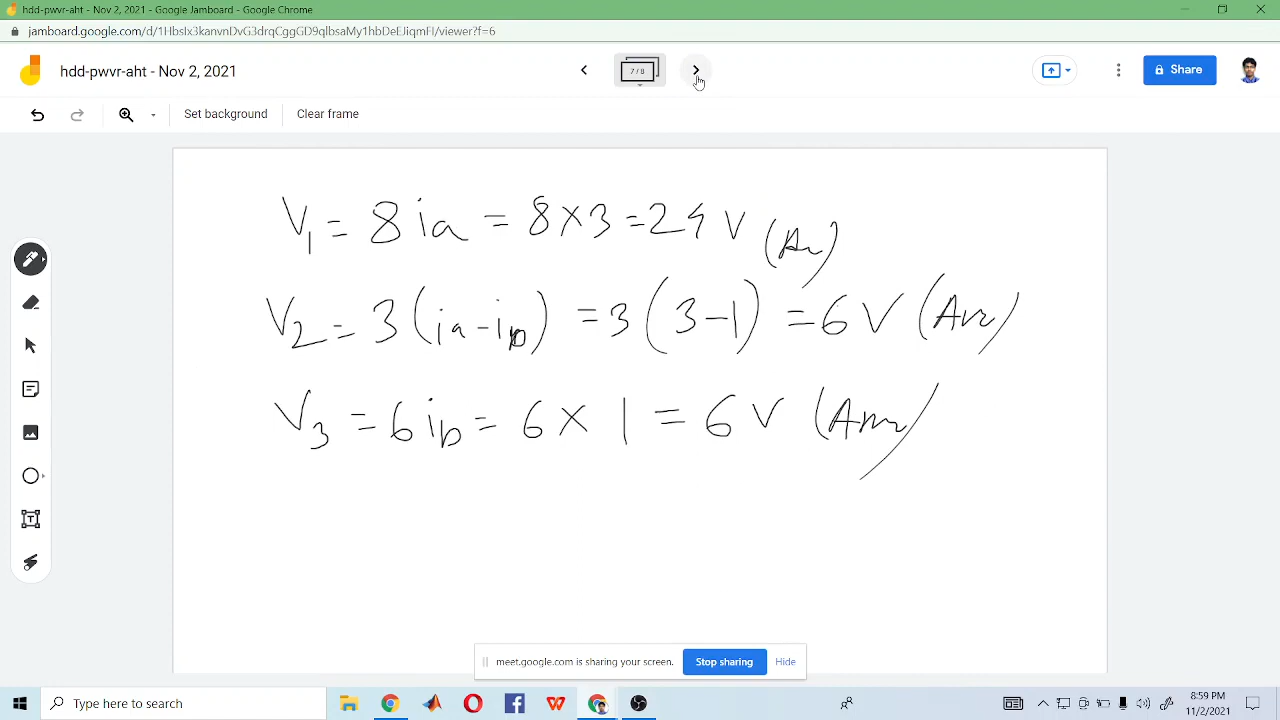 hdd-pwvr-aht - Nov 2, 2021 - Google Jamboard - Google Chrome
jamboard.google.com/d/1HbsIx3kanvnDvG3drqCggGD9qlbsaMy1hbDeEJiqmFI/viewer?f=6
hdd-pwvr-aht - Nov 2, 2021
7/8
Share
Set background
Clear frame
V1 = 8 ia = 8 × 3 = 24 V (Ans)
V2 = 3 (ia - ib) = 3 (3 - 1) = 6 V (Ans)
V3 = 6 ib = 6 × 1 = 6 V (Ans)
meet.google.com is sharing your screen.
Stop sharing
Hide
Type here to search
8:59 PM
11/2/2021